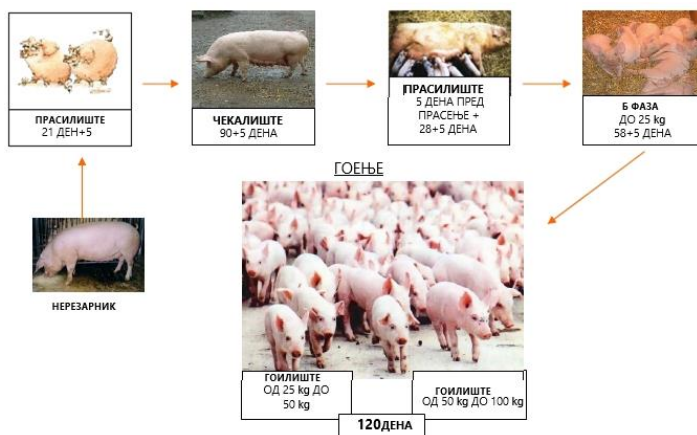 ПРАСИЛИШТЕ
21 ДЕН+5
ЧЕКАЛИШТЕ
90+5 ДЕНА
ПРАСИЛИШТЕ
5 ДЕНА ПРЕД
ПРАСЕЊЕ +
28+5 ДЕНА
Б ФАЗА
ДО 25 kg
58+5 ДЕНА
НЕРЕЗАРНИК
ГОЕЊЕ
ГОИЛИШТЕ
ОД 25 kg ДО
50 kg
ГОИЛИШТЕ
ОД 50 kg ДО 100 kg
120ДЕНА